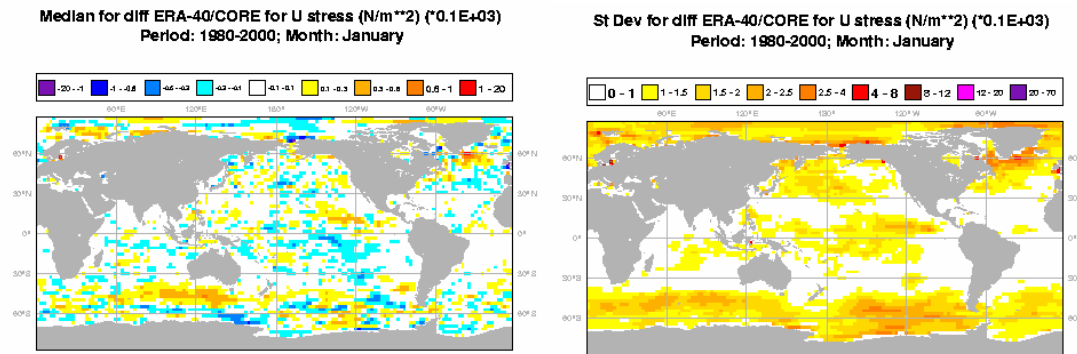 Median for diff ERA-40/CORE for U stress (N/m**2) (*0.1E+03)
Period: 1980-2000; Month: January
-20 - -1 -1 - -0.6 -0.6 - -0.3 -0.3 - -0.1 -0.1 - 0.1 0.1 - 0.3 0.3 - 0.6 0.6 - 1 1 - 20
60°E 120°E 180° 120°W 60°W
60°N
30°N
0°
30°S
60°S
St Dev for diff ERA-40/CORE for U stress (N/m**2) (*0.1E+03)
Period: 1980-2000; Month: January
0 - 1 1 - 1.5 1.5 - 2 2 - 2.5 2.5 - 4 4 - 8 8 - 12 12 - 20 20 - 70
60°E 120°E 180° 120°W 60°W
60°N
30°N
0°
30°S
60°S